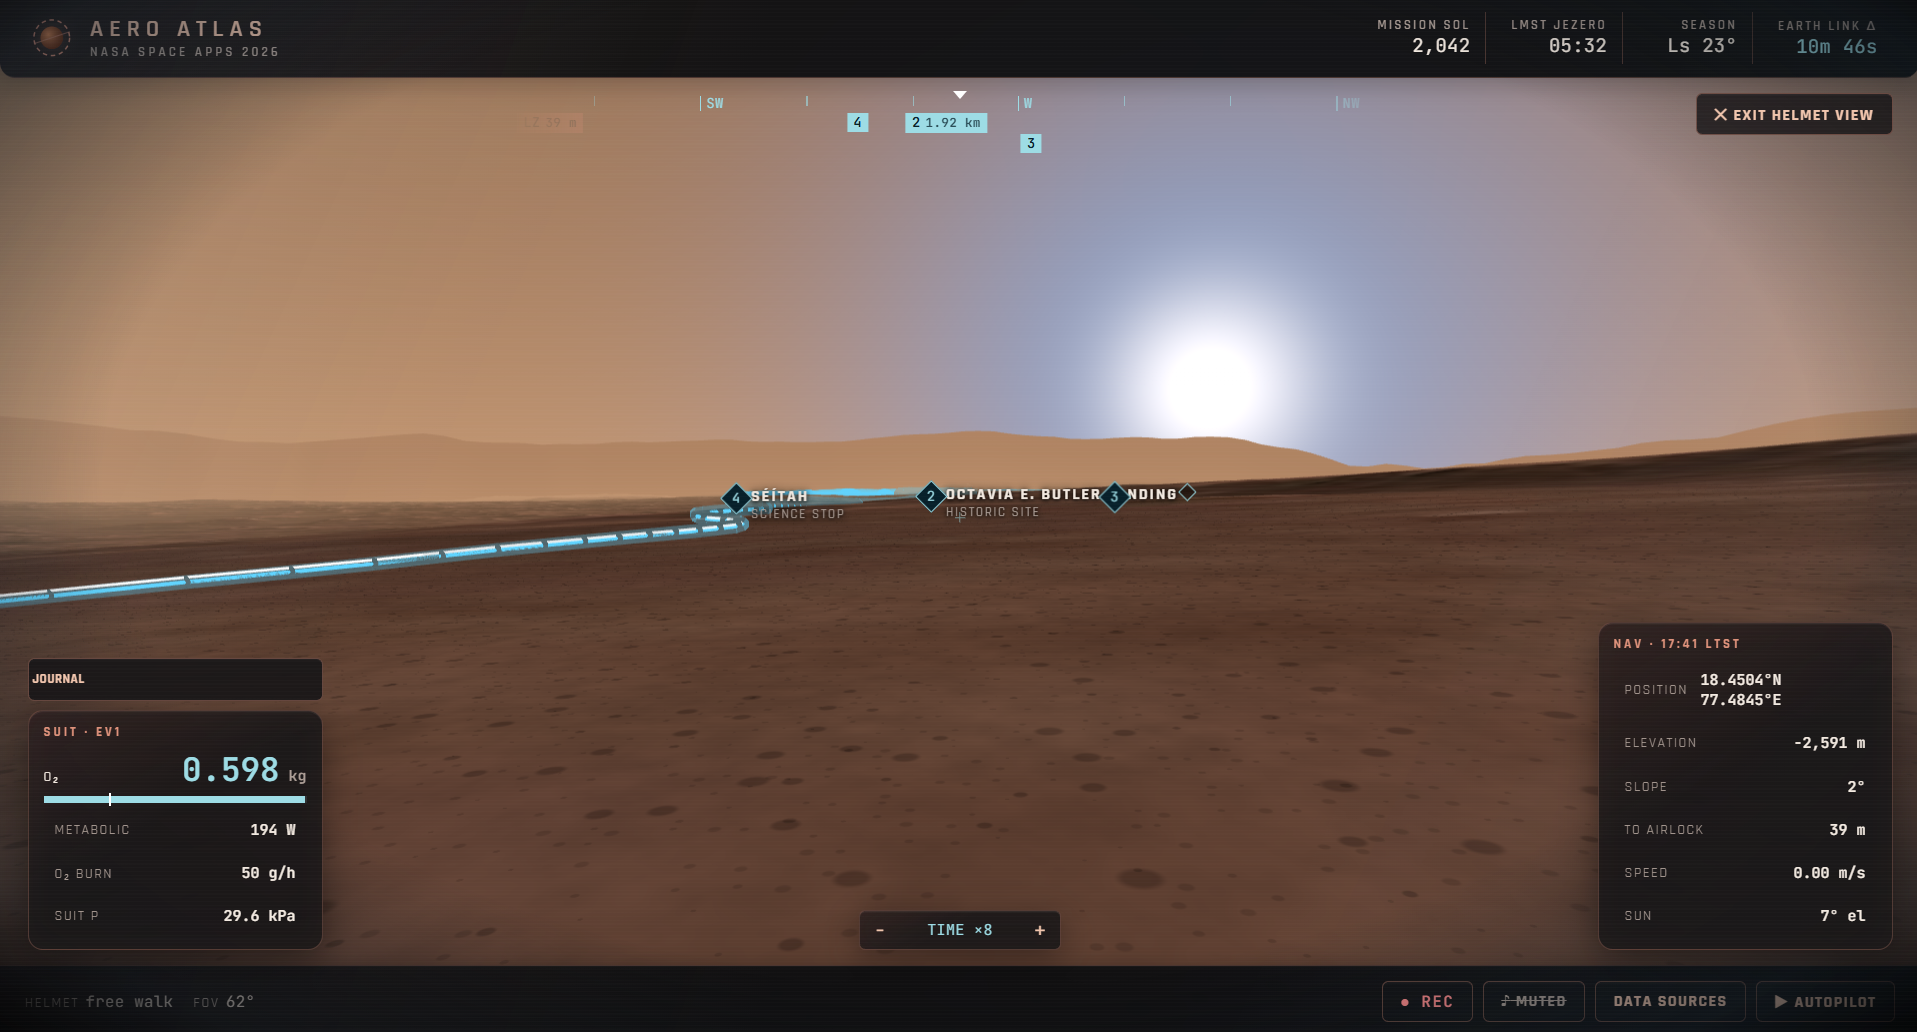 AERO ATLAS
NASA SPACE APPS 2026
MISSION SOL
2,042
LMST JEZERO
05:32
SEASON
Ls 23°
EARTH LINK Δ
10m 46s
SW
W
NW
LZ 39 m
4
2 1.92 km
3
✕ EXIT HELMET VIEW
4 SÉÍTAH
SCIENCE STOP
2 OCTAVIA E. BUTLER
HISTORIC SITE
3 NDING
JOURNAL
SUIT · EV1
O₂ 0.598 kg
METABOLIC 194 W
O₂ BURN 50 g/h
SUIT P 29.6 kPa
NAV · 17:41 LTST
POSITION 18.4504°N
77.4845°E
ELEVATION -2,591 m
SLOPE 2°
TO AIRLOCK 39 m
SPEED 0.00 m/s
SUN 7° el
- TIME ×8 +
HELMET free walk FOV 62°
● REC
♪ MUTED
DATA SOURCES
▶ AUTOPILOT